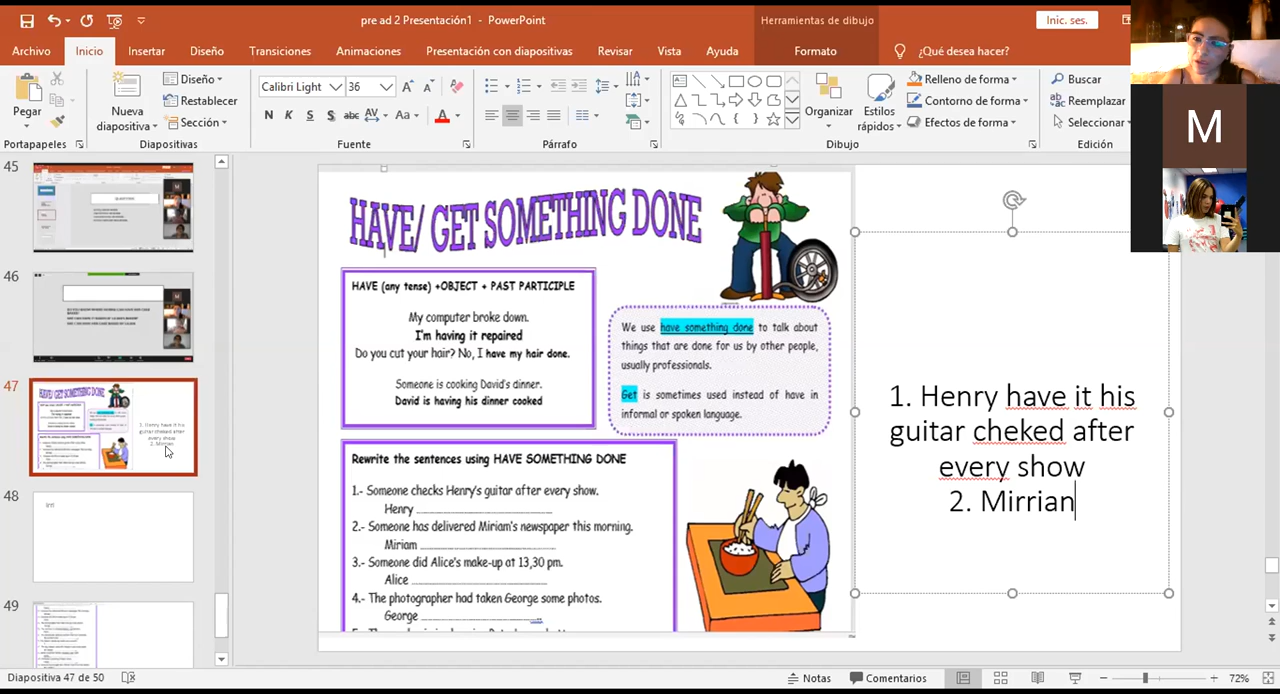 pre ad 2 Presentación1 - PowerPoint
Herramientas de dibujo
Inic. ses.
Archivo
Inicio
Insertar
Diseño
Transiciones
Animaciones
Presentación con diapositivas
Revisar
Vista
Ayuda
Formato
¿Qué desea hacer?
Pegar
Nueva
diapositiva
Diseño
Restablecer
Sección
Calibri Light
36
N K S S abc AV Aa A
Organizar
Estilos
rápidos
Relleno de forma
Contorno de forma
Efectos de forma
Buscar
Reemplazar
Seleccionar
Portapapeles
Diapositivas
Fuente
Párrafo
Dibujo
Edición
M
45
46
47
48
49
HAVE/ GET SOMETHING DONE
HAVE (any tense) +OBJECT + PAST PARTICIPLE
My computer broke down.
I'm having it repaired
Do you cut your hair? No, I have my hair done.
Someone is cooking David's dinner.
David is having his dinner cooked
We use have something done to talk about
things that are done for us by other people,
usually professionals.
Get is sometimes used instead of have in
informal or spoken language.
Rewrite the sentences using HAVE SOMETHING DONE
1.- Someone checks Henry's guitar after every show.
Henry
2.- Someone has delivered Miriam's newspaper this morning.
Miriam
3.- Someone did Alice's make-up at 13,30 pm.
Alice
4.- The photographer had taken George some photos.
George
1. Henry have it his
guitar cheked after
every show
2. Mirrian
Diapositiva 47 de 50
Notas
Comentarios
72%